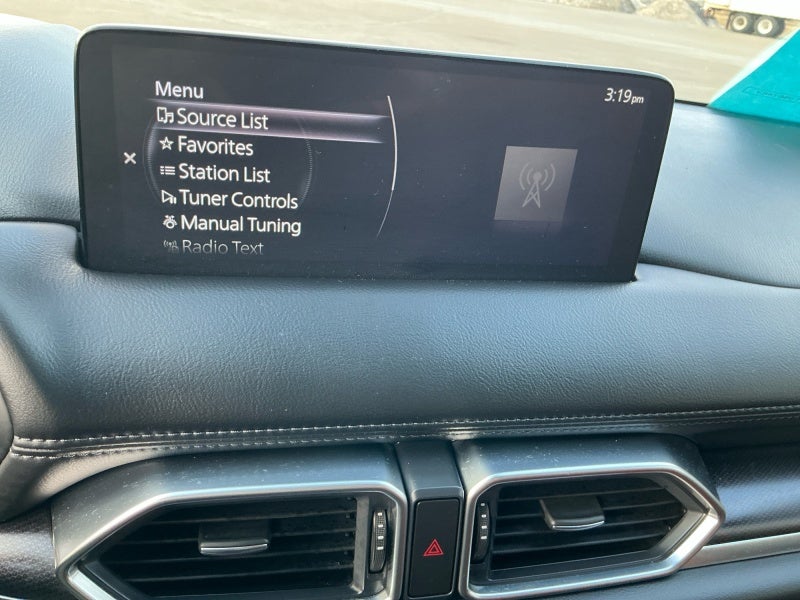 Menu
3:19pm
Source List
Favorites
Station List
Tuner Controls
Manual Tuning
Radio Text